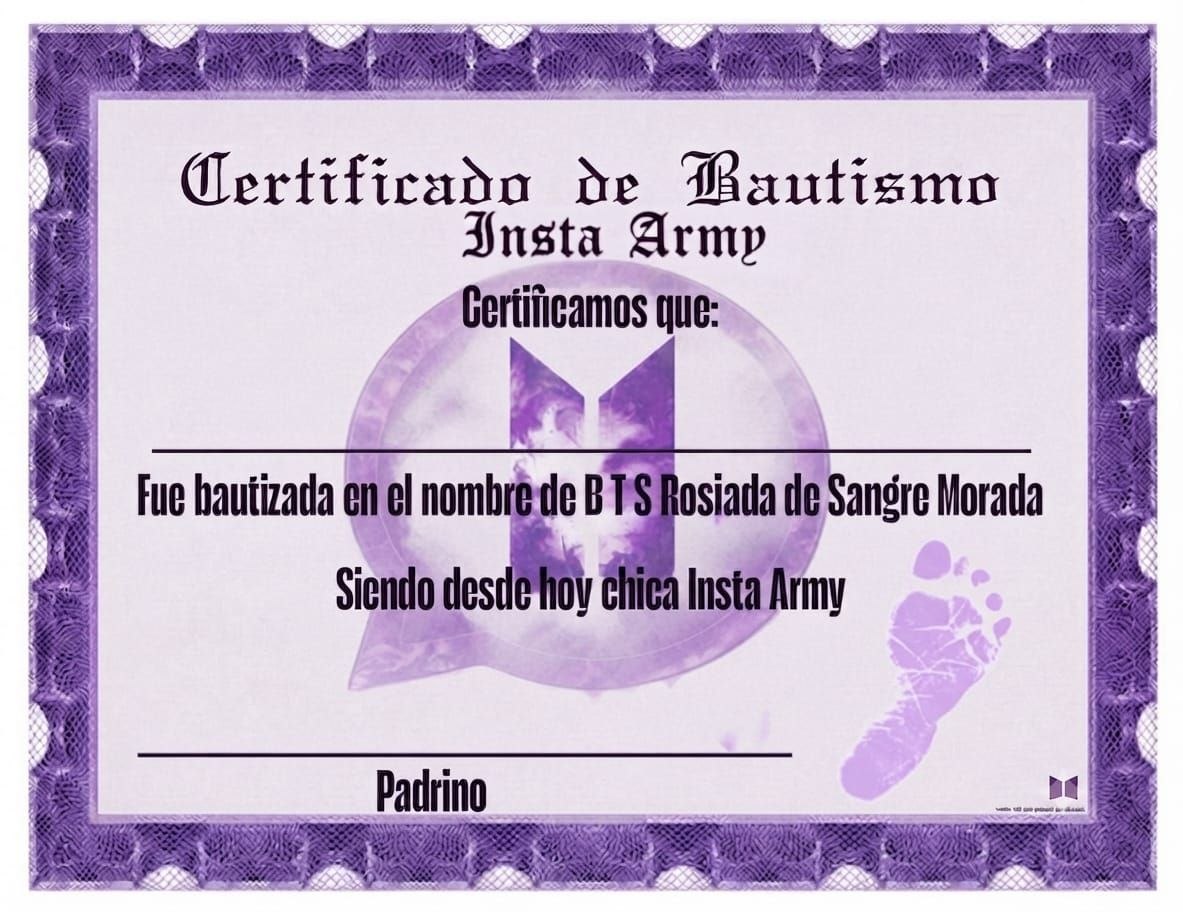 Certificado de Bautismo
Insta Army
Certificamos que:
Fue bautizada en el nombre de B T S Rosiada de Sangre Morada
Siendo desde hoy chica Insta Army
Padrino